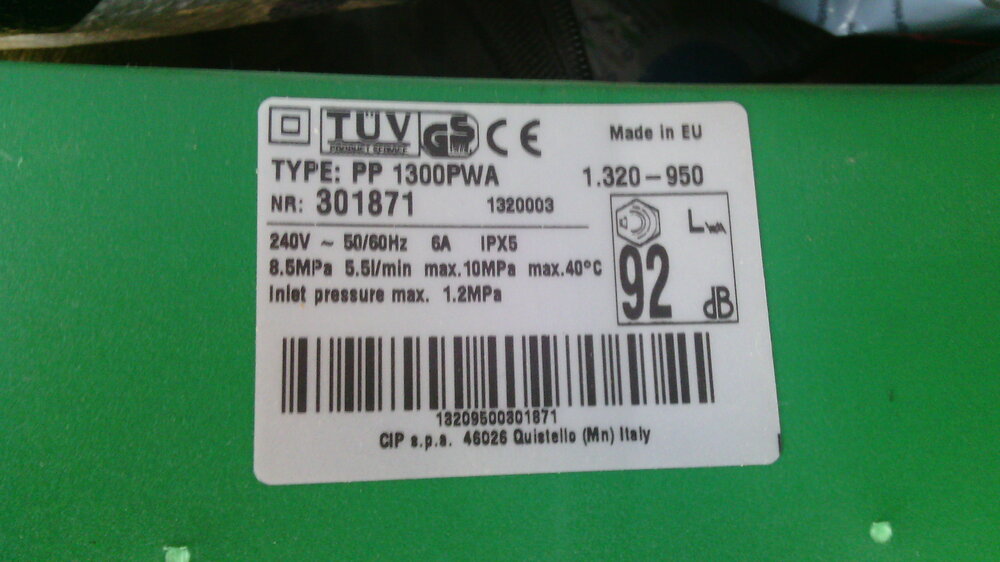 TÜV GS CE Made in EU
PRODUCT SERVICE
TYPE: PP 1300PWA 1.320-950
NR: 301871 1320003
LWA
240V ~ 50/60Hz 6A IPX5
8.5MPa 5.5l/min max.10MPa max.40°C
Inlet pressure max. 1.2MPa
92 dB
13209500301871
CIP s.p.a. 46026 Quistello (Mn) Italy